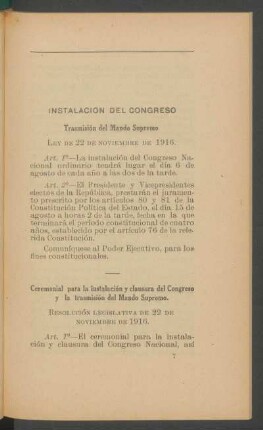 INSTALACION DEL CONGRESO
Trasmisión del Mando Supremo
LEY DE 22 DE NOVIEMBRE DE 1916.
Art. 1º—La instalación del Congreso Na-
cional ordinario tendrá lugar el día 6 de
agosto de cada año a las dos de la tarde.
Art. 2º—El Presidente y Vicepresidentes
electos de la República, prestarán el juramento
prescrito por los artículos 80 y 81 de la
Constitución Política del Estado, el día 15 de
agosto a horas 2 de la tarde, fecha en la que
terminará el período constitucional de cuatro
años, establecido por el artículo 76 de la refe-
rida Constitución.
Comuníquese al Poder Ejecutivo, para los
fines constitucionales.
Ceremonial para la instalación y clausura del Congreso
y la trasmisión del Mando Supremo.
RESOLUCIÓN LEGISLATIVA DE 22 DE
NOVIEMBRE DE 1916.
Art. 1º—El ceremonial para la instala-
ción y clausura del Congreso Nacional, así